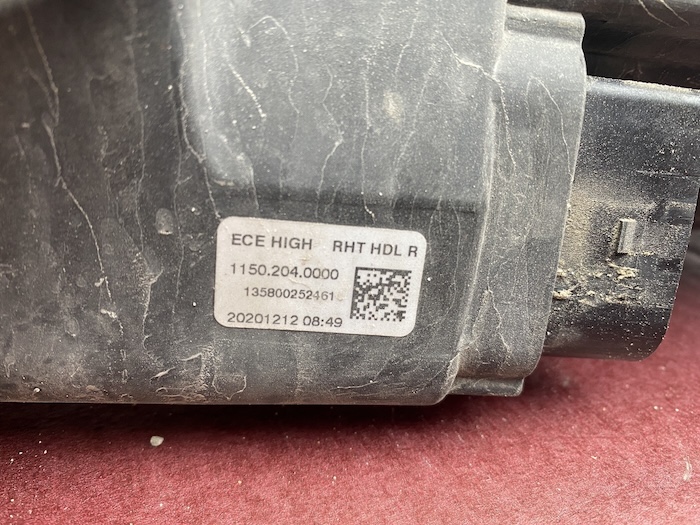 ECE HIGH RHT HDL R
1150.204.0000
135800252461
20201212 08:49